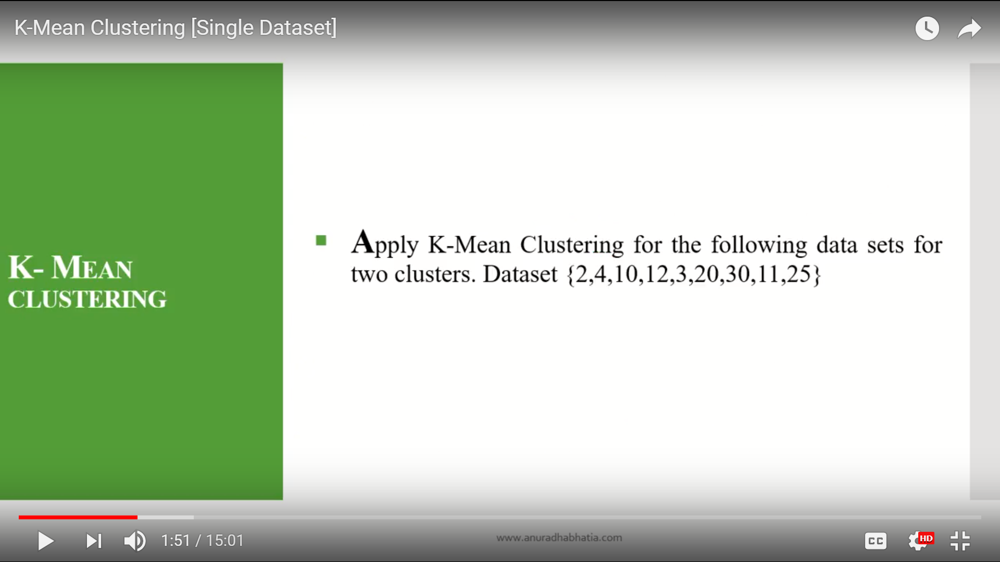 K-Mean Clustering [Single Dataset]
K- MEAN
CLUSTERING
Apply K-Mean Clustering for the following data sets for
two clusters. Dataset {2,4,10,12,3,20,30,11,25}
1:51 / 15:01
www.anuradhabhatia.com
CC
HD